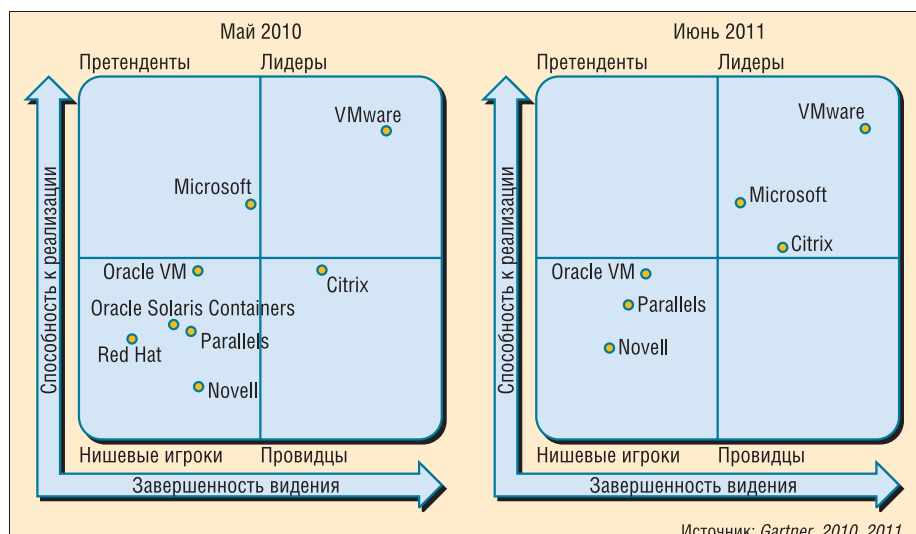 Май 2010
Претенденты
Лидеры
VMware
Microsoft
Oracle VM
Citrix
Oracle Solaris Containers
Parallels
Red Hat
Novell
Нишевые игроки
Провидцы
Способность к реализации
Завершенность видения
Июнь 2011
Претенденты
Лидеры
VMware
Microsoft
Citrix
Oracle VM
Parallels
Novell
Нишевые игроки
Провидцы
Способность к реализации
Завершенность видения
Источник: Gartner, 2010, 2011